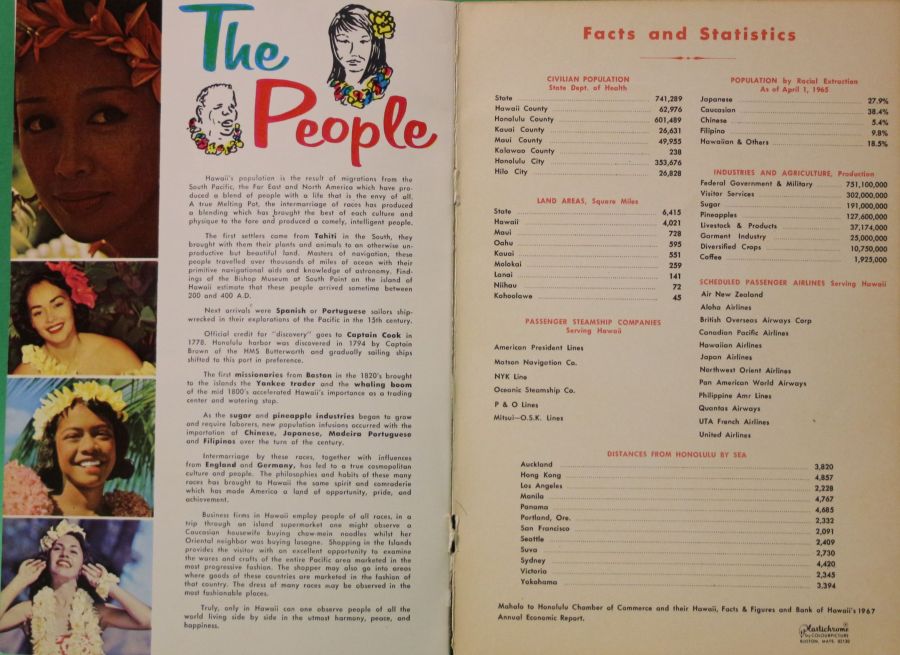 The
People
Hawaii's population is the result of migrations from the
South Pacific, the Far East and North America which have pro-
duced a blend of people with a life that is the envy of all.
A true Melting Pot, the intermarriage of races has produced
a blending which has brought the best of each culture and
physique to the fore and produced a comely, intelligent people.
The first settlers came from Tahiti in the South, they
brought with them their plants and animals to an otherwise un-
productive but beautiful land. Masters of navigation, these
people travelled over thousands of miles of ocean with their
primitive navigational aids and knowledge of astronomy. Find-
ings of the Bishop Museum at South Point on the island of
Hawaii estimate that these people arrived sometime between
200 and 400 A.D.
Next arrivals were Spanish or Portuguese sailors ship-
wrecked in their explorations of the Pacific in the 15th century.
Official credit for "discovery" goes to Captain Cook in
1778. Honolulu harbor was discovered in 1794 by Captain
Brown of the HMS Butterworth and gradually sailing ships
shifted to this port in preference.
The first missionaries from Boston in the 1820's brought
to the islands the Yankee trader and the whaling boom
of the mid 1800's accelerated Hawaii's importance as a trading
center and watering stop.
As the sugar and pineapple industries began to grow
and require laborers, new population infusions occurred with the
importation of Chinese, Japanese, Madeira Portuguese
and Filipinos over the turn of the century.
Intermarriage by these races, together with influences
from England and Germany, has led to a true cosmopolitan
culture and people. The philosophies and habits of these many
races has brought to Hawaii the same spirit and comraderie
which has made America a land of opportunity, pride, and
achievement.
Business firms in Hawaii employ people of all races, in a
trip through an island supermarket one might observe a
Caucasian housewife buying chow-mein noodles whilst her
Oriental neighbor was buying lasagne. Shopping in the Islands
provides the visitor with an excellent opportunity to examine
the wares and crafts of the entire Pacific area marketed in the
most progressive fashion. The shopper may also go into areas
where goods of these countries are marketed in the fashion of
that country. The dress of many races may be observed in the
most fashionable places.
Truly, only in Hawaii can one observe people of all the
world living side by side in the utmost harmony, peace, and
happiness.
Facts and Statistics
CIVILIAN POPULATION
State Dept. of Health
State 741,289
Hawaii County 62,976
Honolulu County 601,489
Kauai County 26,631
Maui County 49,955
Kalawao County 238
Honolulu City 353,676
Hilo City 26,828
LAND AREAS, Square Miles
State 6,415
Hawaii 4,021
Maui 728
Oahu 595
Kauai 551
Molokai 259
Lanai 141
Niihau 72
Kahoolawe 45
PASSENGER STEAMSHIP COMPANIES
Serving Hawaii
American President Lines
Matson Navigation Co.
NYK Line
Oceanic Steamship Co.
P & O Lines
Mitsui—O.S.K. Lines
POPULATION by Racial Extraction
As of April 1, 1965
Japanese 27.9%
Caucasian 38.4%
Chinese 5.4%
Filipino 9.8%
Hawaiian & Others 18.5%
INDUSTRIES AND AGRICULTURE, Production
Federal Government & Military 751,100,000
Visitor Services 302,000,000
Sugar 191,000,000
Pineapples 127,600,000
Livestock & Products 37,174,000
Garment Industry 25,000,000
Diversified Crops 10,750,000
Coffee 1,925,000
SCHEDULED PASSENGER AIRLINES Serving Hawaii
Air New Zealand
Aloha Airlines
British Overseas Airways Corp
Canadian Pacific Airlines
Hawaiian Airlines
Japan Airlines
Northwest Orient Airlines
Pan American World Airways
Philippine Amr Lines
Quantas Airways
UTA French Airlines
United Airlines
DISTANCES FROM HONOLULU BY SEA
Auckland 3,820
Hong Kong 4,857
Los Angeles 2,228
Manila 4,767
Panama 4,685
Portland, Ore. 2,332
San Francisco 2,091
Seattle 2,409
Suva 2,730
Sydney 4,420
Victoria 2,345
Yokohama 3,394
Mahalo to Honolulu Chamber of Commerce and their Hawaii, Facts & Figures and Bank of Hawaii's 1967
Annual Economic Report.
Plastichrome
by COLOURPICTURE
BOSTON, MASS. 02130